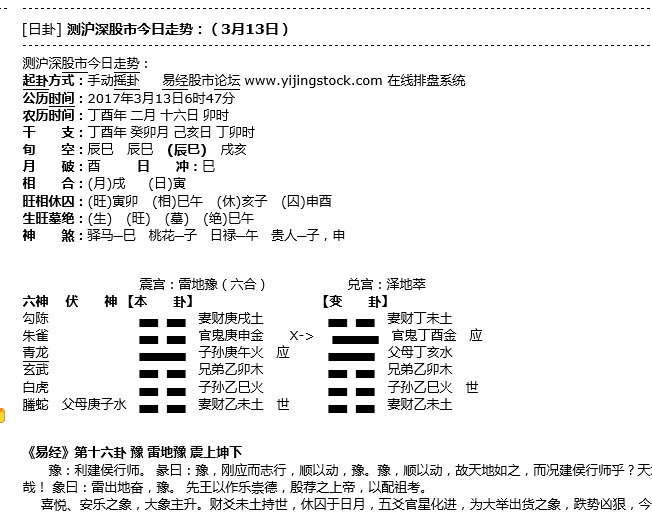 [日卦] 测沪深股市今日走势：（3月13日）
测沪深股市今日走势：
起卦方式：手动摇卦　易经股市论坛 www.yijingstock.com 在线排盘系统
公历时间：2017年3月13日6时47分
农历时间：丁酉年 二月 十六日 卯时
干　　支：丁酉年 癸卯月 己亥日 丁卯时
旬　　空：辰巳　辰巳　(辰巳)　戌亥
月　　破：酉　　日　　冲：巳
相　　合：(月)戌　(日)寅
旺相休囚：(旺)寅卯　(相)巳午　(休)亥子　(囚)申酉
生旺墓绝：(生)　(旺)　(墓)　(绝)巳午
神　　煞：驿马─巳　桃花─子　日禄─午　贵人─子，申
震宫：雷地豫（六合）　　兑宫：泽地萃
六神　伏　　神【本　　卦】　　【变　　卦】
勾陈　妻财庚戌土　妻财丁未土
朱雀　官鬼庚申金　X->　官鬼丁酉金　应
青龙　子孙庚午火　应　父母丁亥水
玄武　兄弟乙卯木　兄弟乙卯木
白虎　子孙乙巳火　子孙乙巳火　世
螣蛇　父母庚子水　妻财乙未土　世　妻财乙未土
《易经》第十六卦 豫 雷地豫 震上坤下
豫：利建侯行师。 彖曰：豫，刚应而志行，顺以动，豫。豫，顺以动，故天地如之，而况建侯行师乎？天
哉！ 象曰：雷出地奋，豫。 先王以作乐崇德，殷荐之上帝，以配祖考。
喜悦、安乐之象，大象主升。财爻未土持世，休囚于日月，五爻官星化进，为大举出货之象，跌势凶狠，今